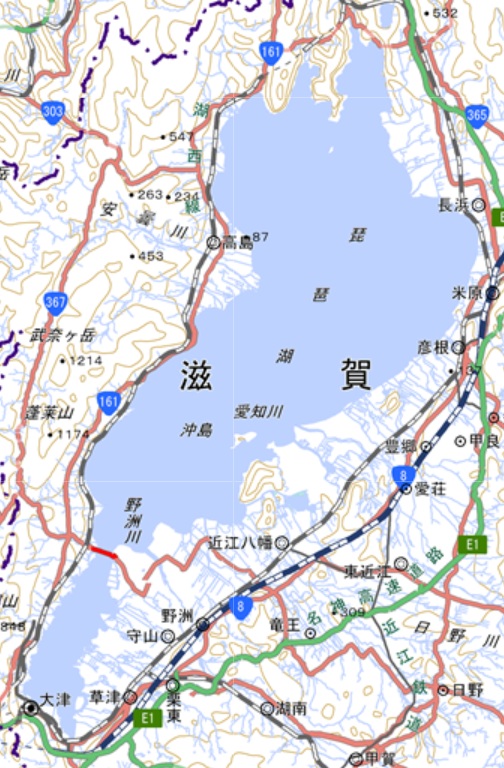 532
161
川
303
湖西線
365
547
263
234
安曇川
長浜
高島
87
琵琶湖
453
米原
367
武奈ヶ岳
彦根
137
1214
滋賀
161
蓬莱山
愛知川
沖島
1174
豊郷
甲良
8
愛荘
野洲川
近江八幡
E1
東近江
名神高速道路
8
野洲
309
竜王
守山
日野川
近江鉄道
848
大津
草津
栗東
日野
湖南
E1
甲賀